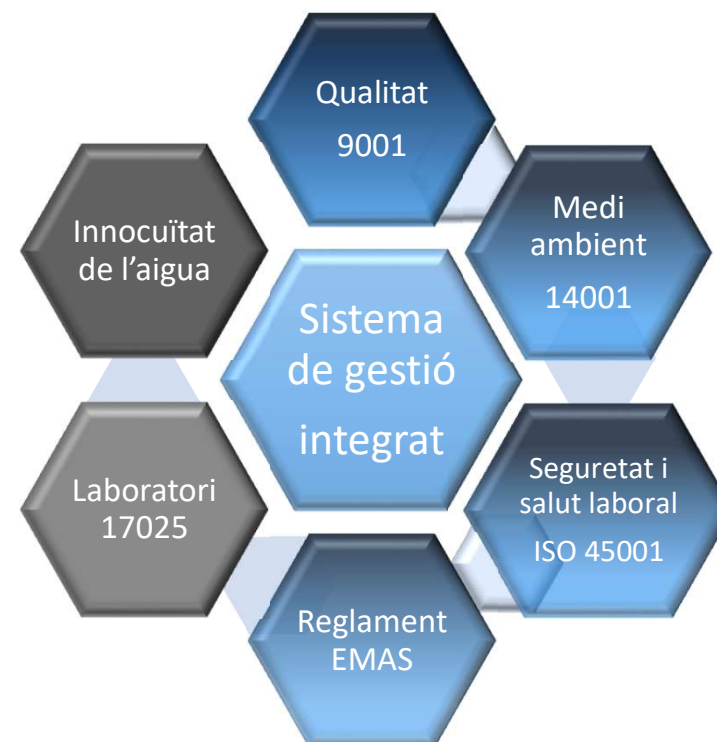 Qualitat
9001
Medi
ambient
14001
Innocuïtat
de l’aigua
Sistema
de gestió
integrat
Seguretat i
salut laboral
ISO 45001
Laboratori
17025
Reglament
EMAS